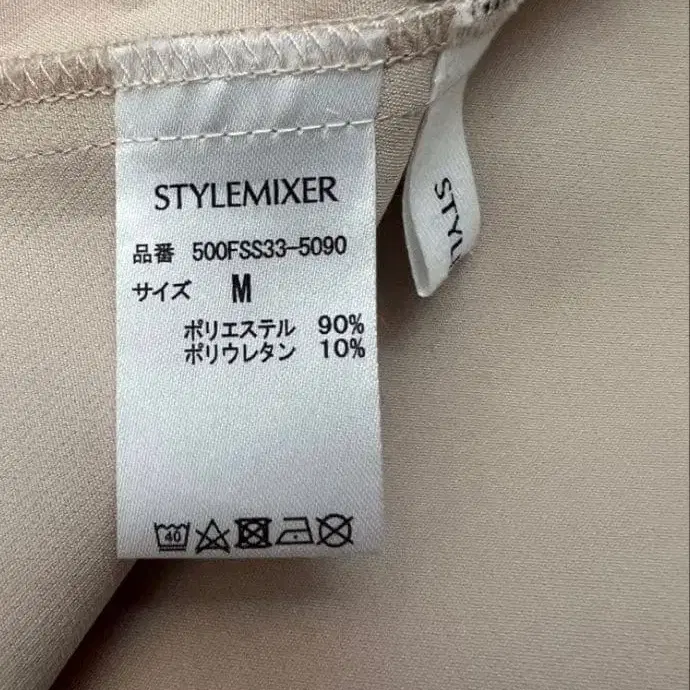 STYLEMIXER
品番 500FSS33-5090
サイズ M
ポリエステル 90%
ポリウレタン 10%
40
STYL